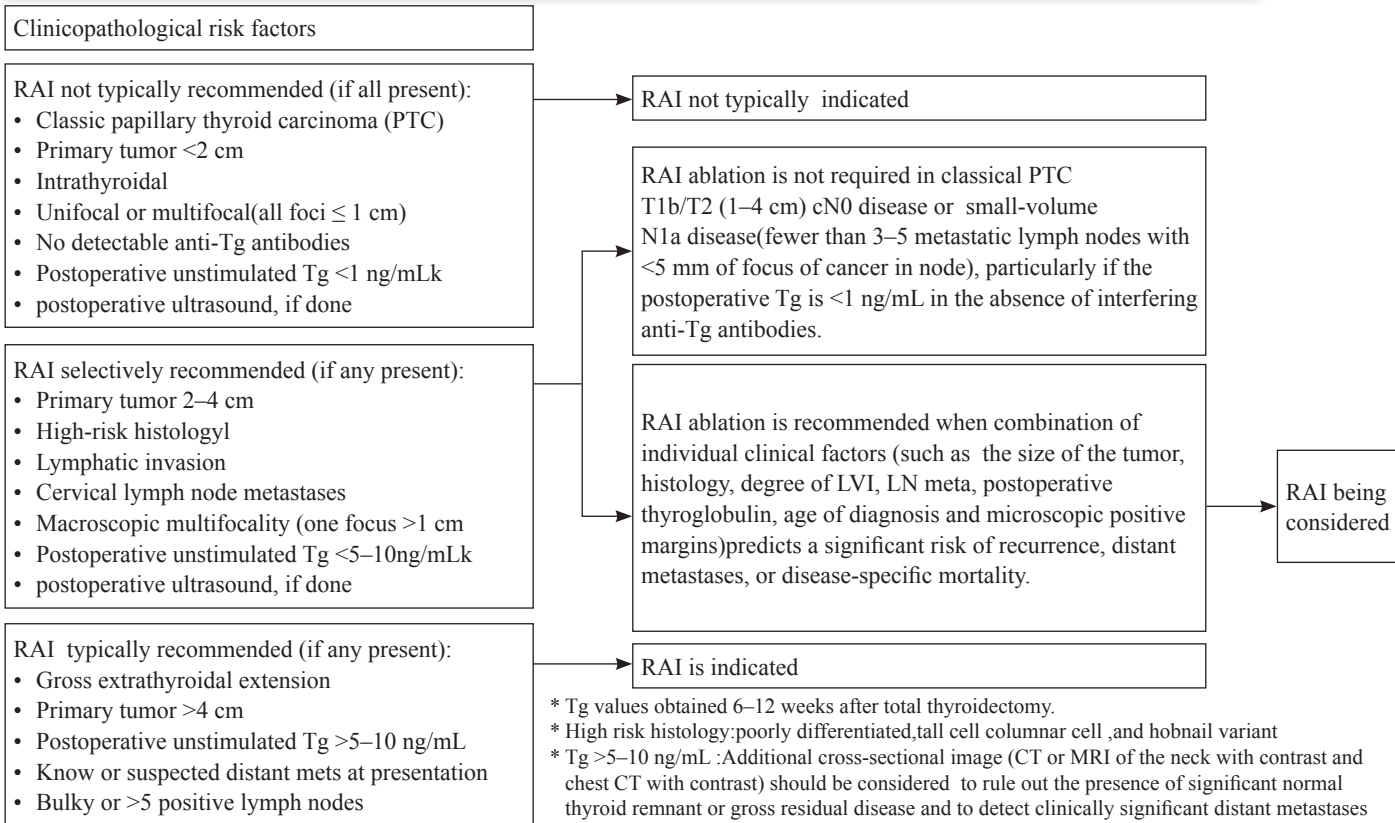 Clinicopathological risk factors
RAI not typically recommended (if all present):
• Classic papillary thyroid carcinoma (PTC)
• Primary tumor <2 cm
• Intrathyroidal
• Unifocal or multifocal(all foci ≤ 1 cm)
• No detectable anti-Tg antibodies
• Postoperative unstimulated Tg <1 ng/mLk
• postoperative ultrasound, if done
RAI not typically indicated
RAI selectively recommended (if any present):
• Primary tumor 2–4 cm
• High-risk histologyl
• Lymphatic invasion
• Cervical lymph node metastases
• Macroscopic multifocality (one focus >1 cm
• Postoperative unstimulated Tg <5–10ng/mLk
• postoperative ultrasound, if done
RAI ablation is not required in classical PTC
T1b/T2 (1–4 cm) cN0 disease or small-volume
N1a disease(fewer than 3–5 metastatic lymph nodes with
<5 mm of focus of cancer in node), particularly if the
postoperative Tg is <1 ng/mL in the absence of interfering
anti-Tg antibodies.
RAI ablation is recommended when combination of
individual clinical factors (such as the size of the tumor,
histology, degree of LVI, LN meta, postoperative
thyroglobulin, age of diagnosis and microscopic positive
margins)predicts a significant risk of recurrence, distant
metastases, or disease-specific mortality.
RAI being
considered
RAI typically recommended (if any present):
• Gross extrathyroidal extension
• Primary tumor >4 cm
• Postoperative unstimulated Tg >5–10 ng/mL
• Know or suspected distant mets at presentation
• Bulky or >5 positive lymph nodes
RAI is indicated
* Tg values obtained 6–12 weeks after total thyroidectomy.
* High risk histology:poorly differentiated,tall cell columnar cell ,and hobnail variant
* Tg >5–10 ng/mL :Additional cross-sectional image (CT or MRI of the neck with contrast and
chest CT with contrast) should be considered to rule out the presence of significant normal
thyroid remnant or gross residual disease and to detect clinically significant distant metastases